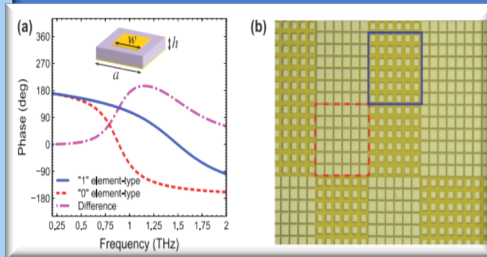 (a)
(b)
w
h
a
Phase (deg)
360
270
180
90
0
-90
-180
"1" element-type
"0" element-type
Difference
0,25 0,5 0,75 1 1,25 1,5 1,75 2
Frequency (THz)